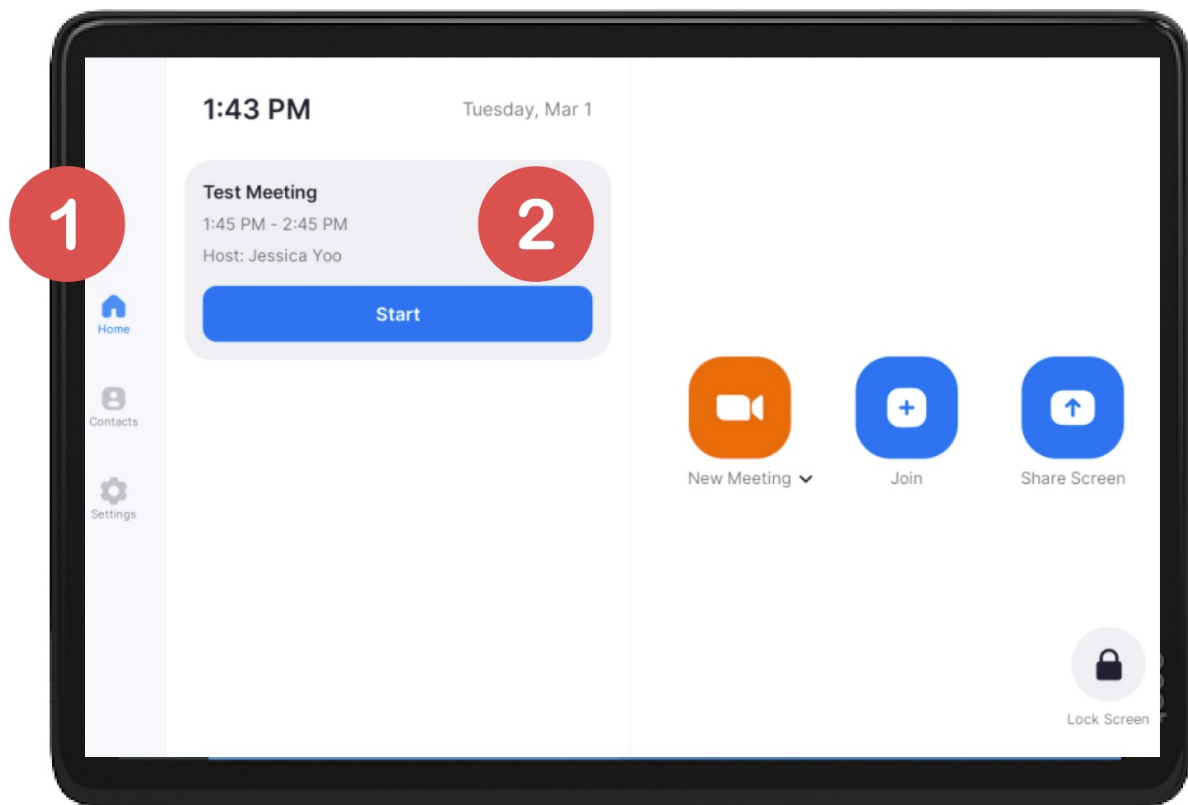 1:43 PM Tuesday, Mar 1
1
Test Meeting
1:45 PM - 2:45 PM
2
Host: Jessica Yoo
Start
Home
Contacts
Settings
New Meeting
Join
Share Screen
Lock Screen